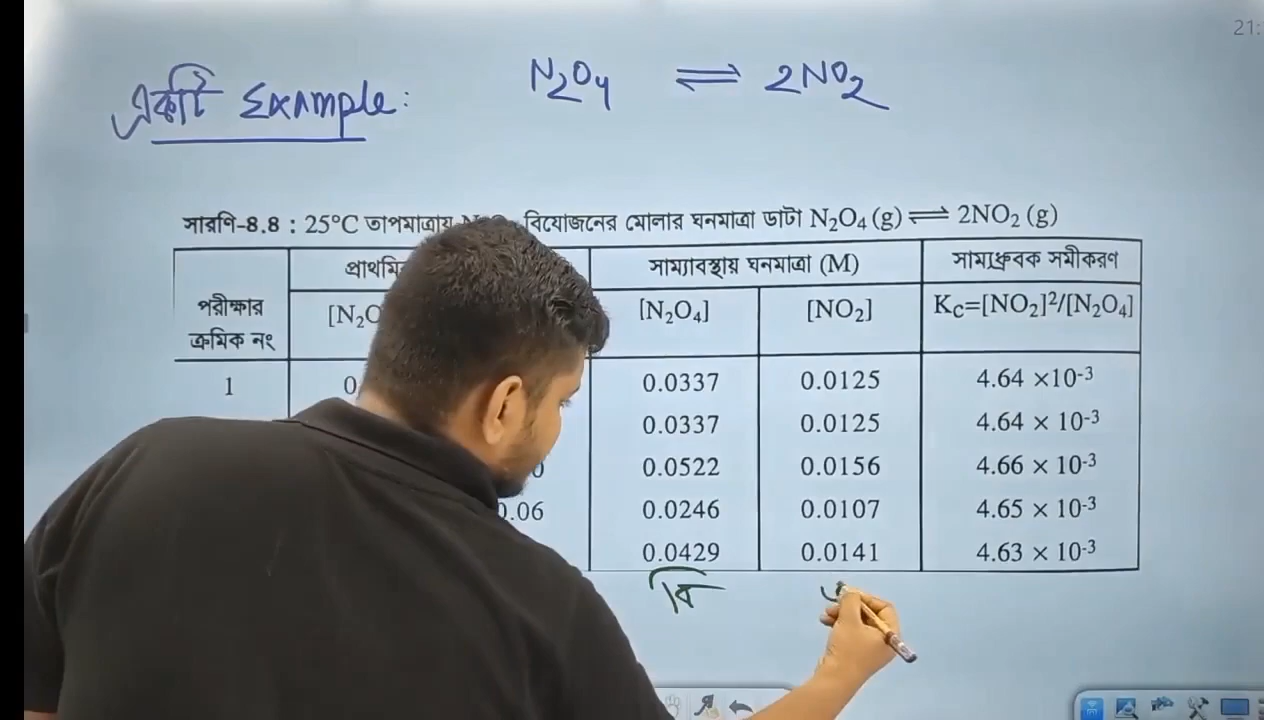 21:
একটি Example: N₂O₄ ⇌ 2NO₂
সারণি-4.8 : 25°C তাপমাত্রায় বিযোজনের মোলার ঘনমাত্রা ডাটা N₂O₄ (g) ⇌ 2NO₂ (g)
পরীক্ষার ক্রমিক নং
সাম্যাবস্থায় ঘনমাত্রা (M) সাম্যধ্রুবক সমীকরণ
[N₂O₄] [NO₂] K_C=[NO₂]²/[N₂O₄]
1 0.0337 0.0125 4.64 ×10⁻³
0.0337 0.0125 4.64 × 10⁻³
0.0522 0.0156 4.66 × 10⁻³
0.06 0.0246 0.0107 4.65 × 10⁻³
0.0429 0.0141 4.63 × 10⁻³
বি